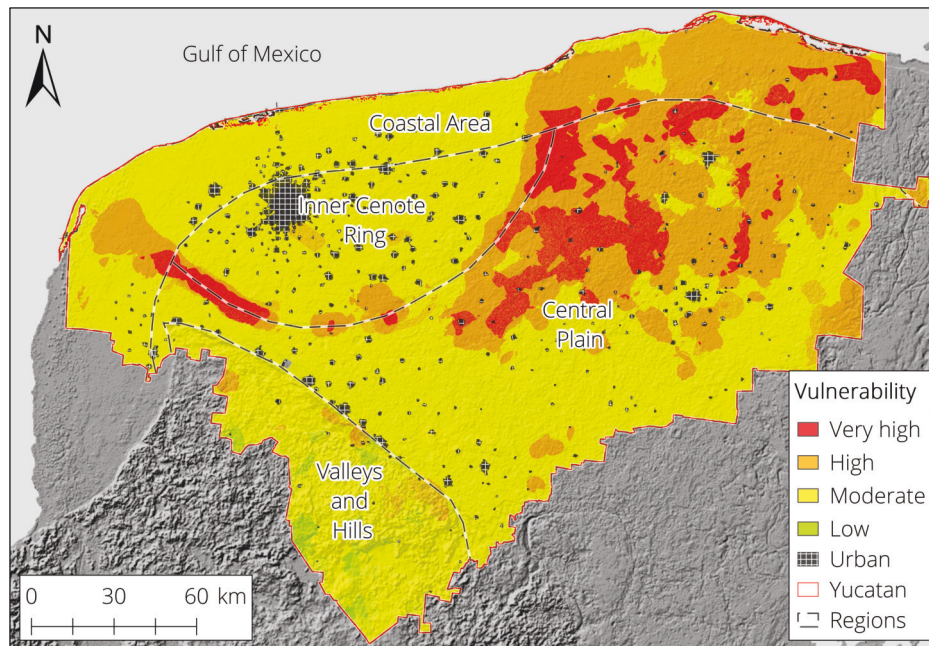 N
Gulf of Mexico
Coastal Area
Inner Cenote
Ring
Central
Plain
Valleys
and
Hills
Vulnerability
Very high
High
Moderate
Low
Urban
Yucatan
Regions
0 30 60 km